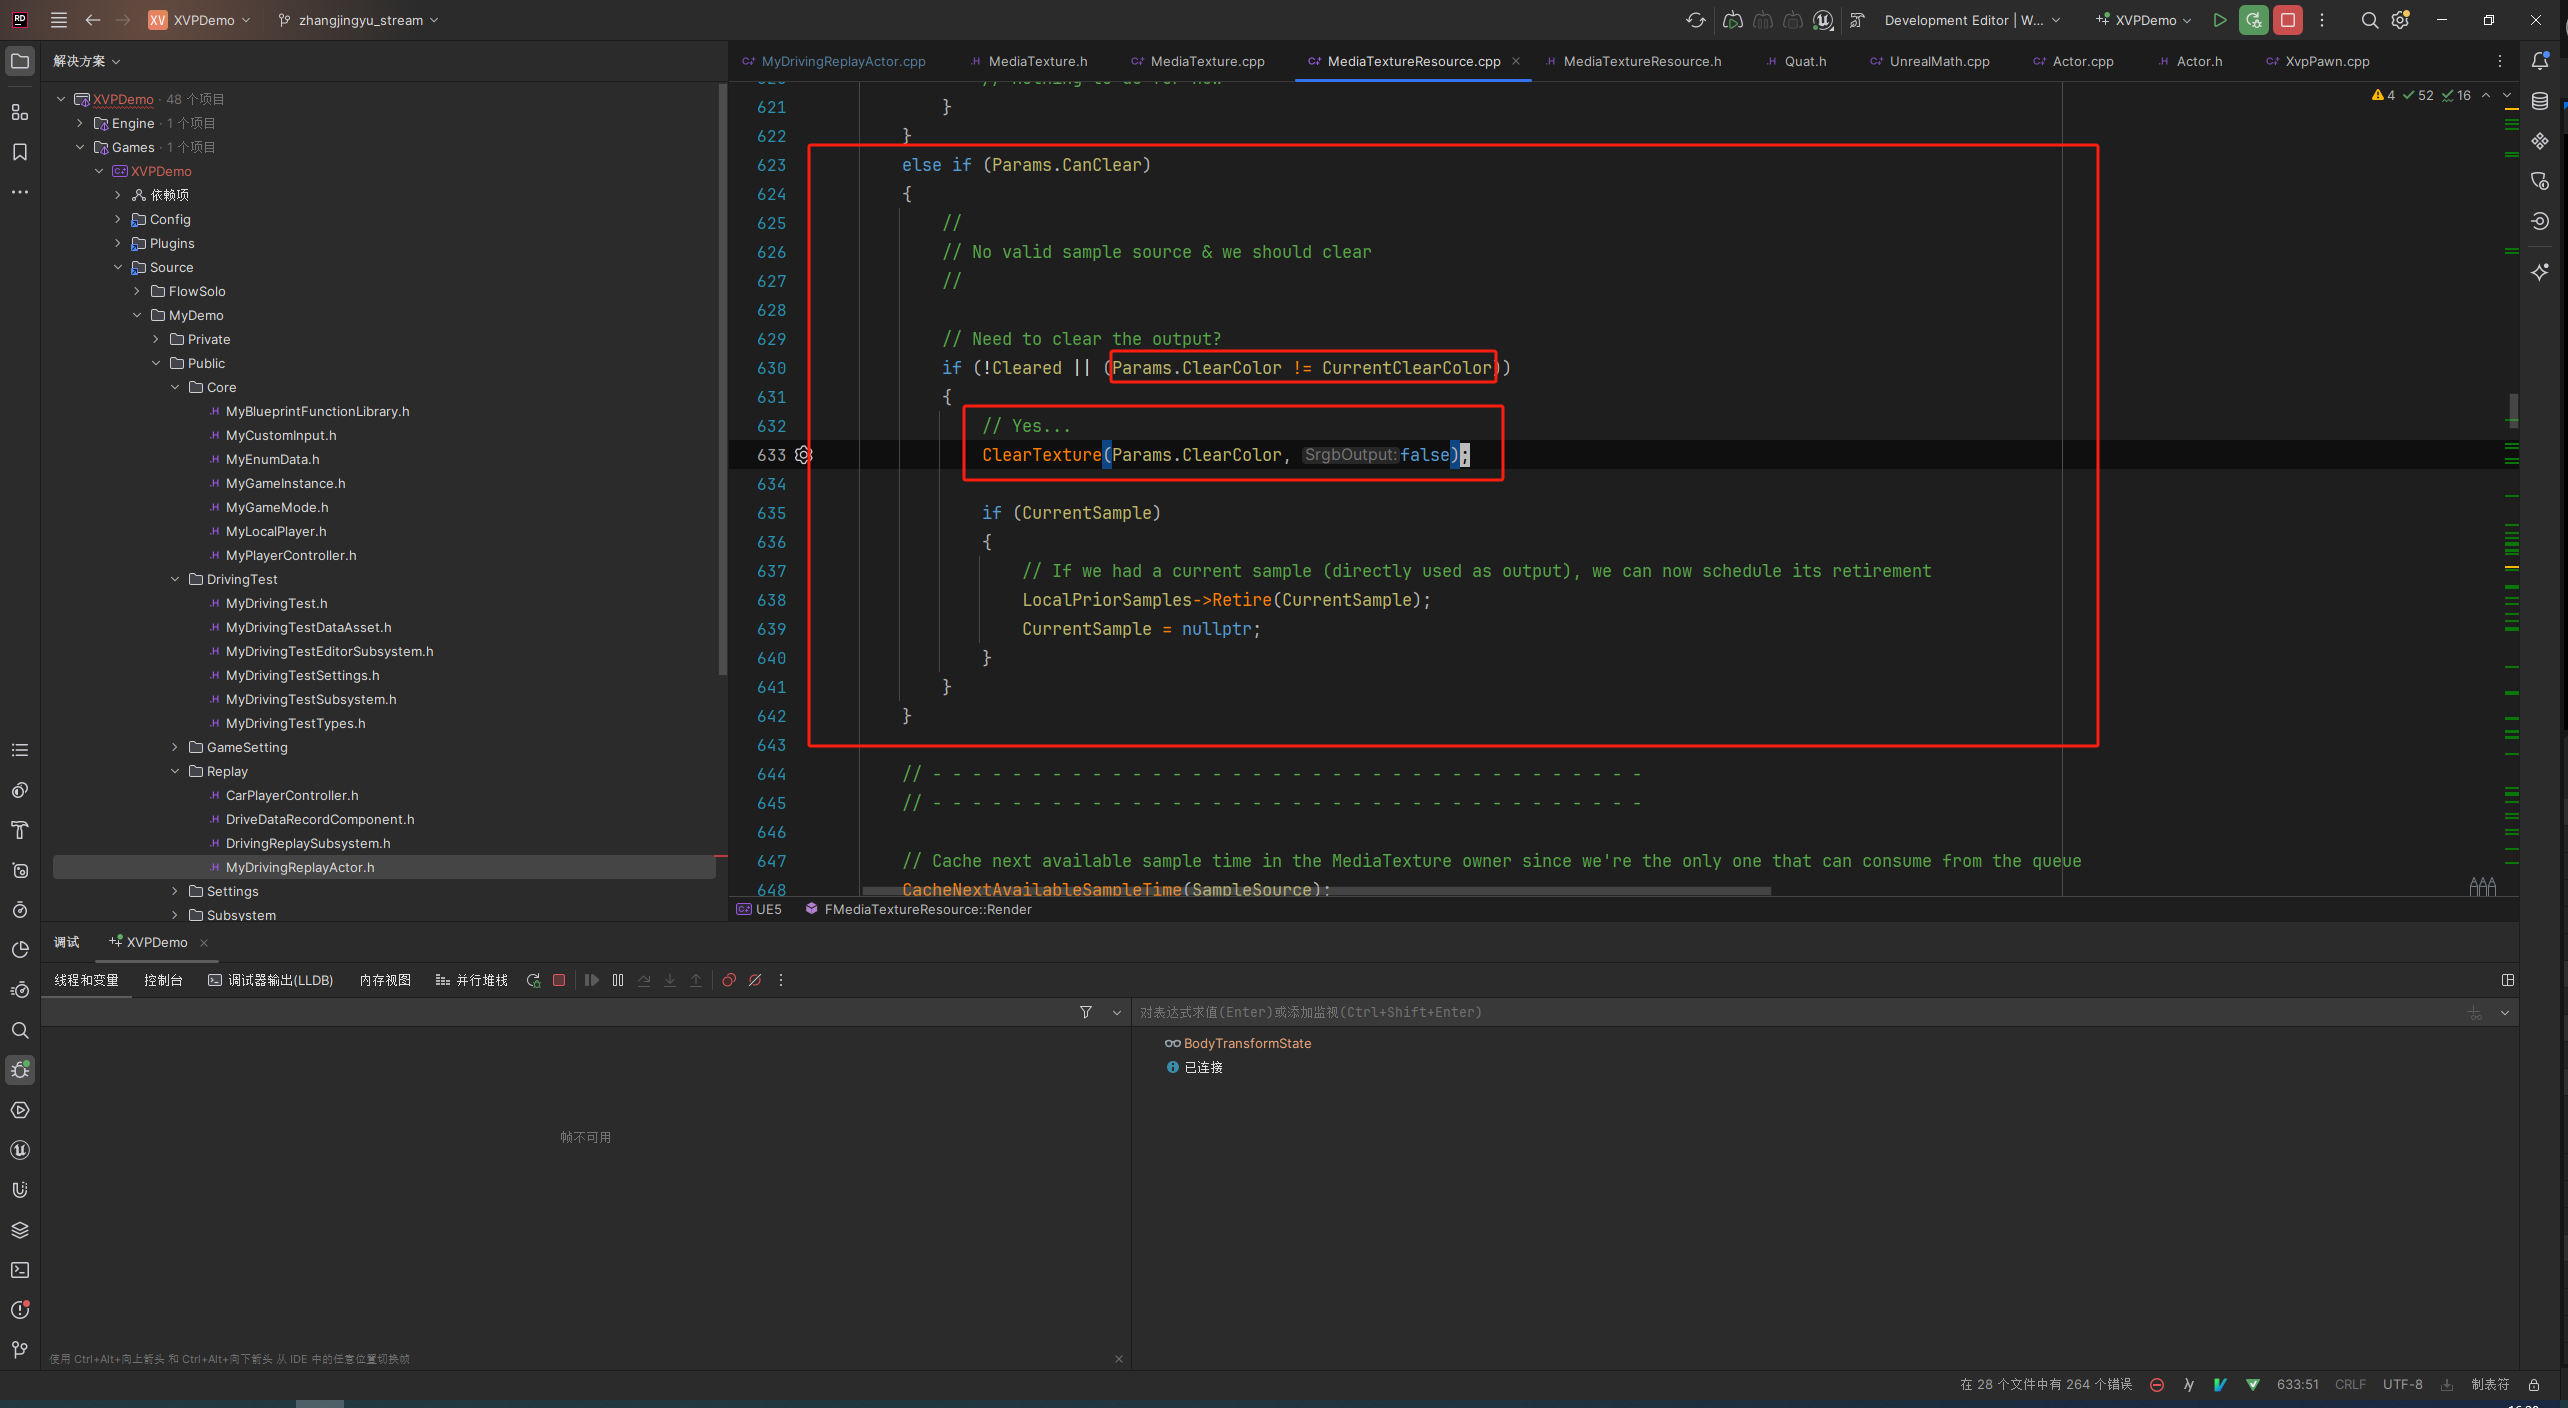 XV XVPDemo
zhangjingyu_stream
Development Editor | W...
XVPDemo
解决方案
MyDrivingReplayActor.cpp
MediaTexture.h
MediaTexture.cpp
MediaTextureResource.cpp
MediaTextureResource.h
Quat.h
UnrealMath.cpp
Actor.cpp
Actor.h
XvpPawn.cpp
XVPDemo · 48 个项目
Engine · 1 个项目
Games · 1 个项目
XVPDemo
依赖项
Config
Plugins
Source
FlowSolo
MyDemo
Private
Public
Core
MyBlueprintFunctionLibrary.h
MyCustomInput.h
MyEnumData.h
MyGameInstance.h
MyGameMode.h
MyLocalPlayer.h
MyPlayerController.h
DrivingTest
MyDrivingTest.h
MyDrivingTestDataAsset.h
MyDrivingTestEditorSubsystem.h
MyDrivingTestSettings.h
MyDrivingTestSubsystem.h
MyDrivingTestTypes.h
GameSetting
Replay
CarPlayerController.h
DriveDataRecordComponent.h
DrivingReplaySubsystem.h
MyDrivingReplayActor.h
Settings
Subsystem
4 52 16
621 }
622 }
623 else if (Params.CanClear)
624 {
625 //
626 // No valid sample source & we should clear
627 //
628
629 // Need to clear the output?
630 if (!Cleared || (Params.ClearColor != CurrentClearColor))
631 {
632 // Yes...
633 ClearTexture(Params.ClearColor, SrgbOutput: false);
634
635 if (CurrentSample)
636 {
637 // If we had a current sample (directly used as output), we can now schedule its retirement
638 LocalPriorSamples->Retire(CurrentSample);
639 CurrentSample = nullptr;
640 }
641 }
642 }
643
644 // - - - - - - - - - - - - - - - - - - - - - - - - - - - - - - - - - - - -
645 // - - - - - - - - - - - - - - - - - - - - - - - - - - - - - - - - - - - -
646
647 // Cache next available sample time in the MediaTexture owner since we're the only one that can consume from the queue
648 CacheNextAvailableSampleTime(SampleSource);
UE5 FMediaTextureResource::Render
调试 XVPDemo
线程和变量 控制台 调试器输出(LLDB) 内存视图 并行堆栈
对表达式求值(Enter)或添加监视(Ctrl+Shift+Enter)
BodyTransformState
已连接
帧不可用
使用 Ctrl+Alt+向上箭头 和 Ctrl+Alt+向下箭头 从 IDE 中的任意位置切换帧
在 28 个文件中有 264 个错误 633:51 CRLF UTF-8 制表符